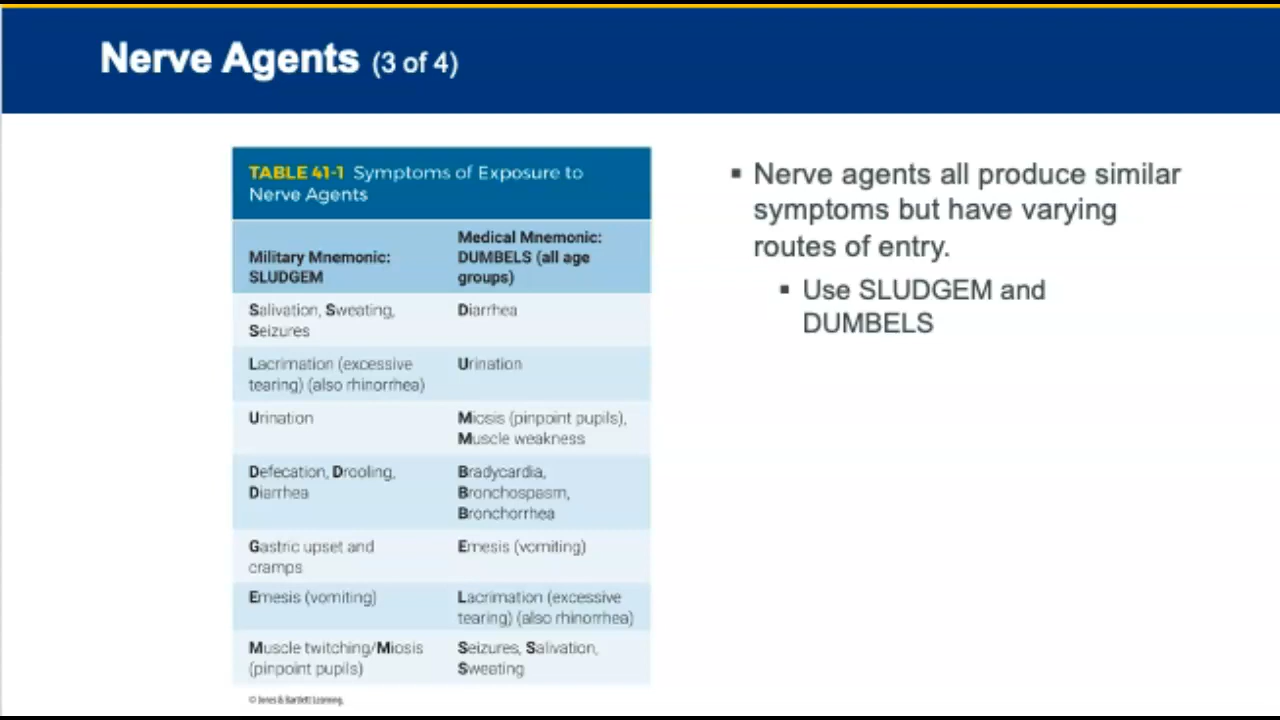 Nerve Agents (3 of 4)
TABLE 41-1 Symptoms of Exposure to
Nerve Agents
Military Mnemonic:
SLUDGEM
Medical Mnemonic:
DUMBELS (all age
groups)
Salivation, Sweating,
Seizures
Diarrhea
Lacrimation (excessive
tearing) (also rhinorrhea)
Urination
Urination
Miosis (pinpoint pupils),
Muscle weakness
Defecation, Drooling,
Diarrhea
Bradycardia,
Bronchospasm,
Bronchorrhea
Gastric upset and
cramps
Emesis (vomiting)
Emesis (vomiting)
Lacrimation (excessive
tearing) (also rhinorrhea)
Muscle twitching/Miosis
(pinpoint pupils)
Seizures, Salivation,
Sweating
© Jones & Bartlett Learning.
▪ Nerve agents all produce similar
symptoms but have varying
routes of entry.
▪ Use SLUDGEM and
DUMBELS